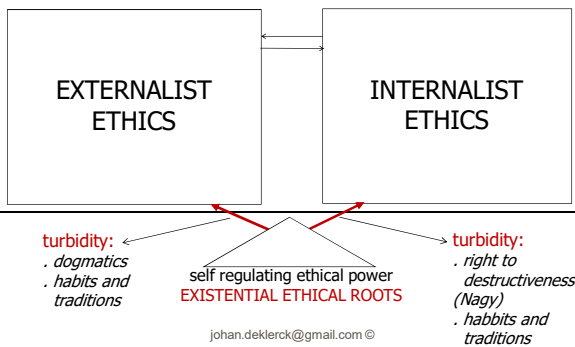 EXTERNALIST
ETHICS
INTERNALIST
ETHICS
turbidity:
. dogmatics
. habits and
traditions
self regulating ethical power
EXISTENTIAL ETHICAL ROOTS
turbidity:
. right to
destructiveness
(Nagy)
. habbits and
traditions
johan.deklerck@gmail.com ©